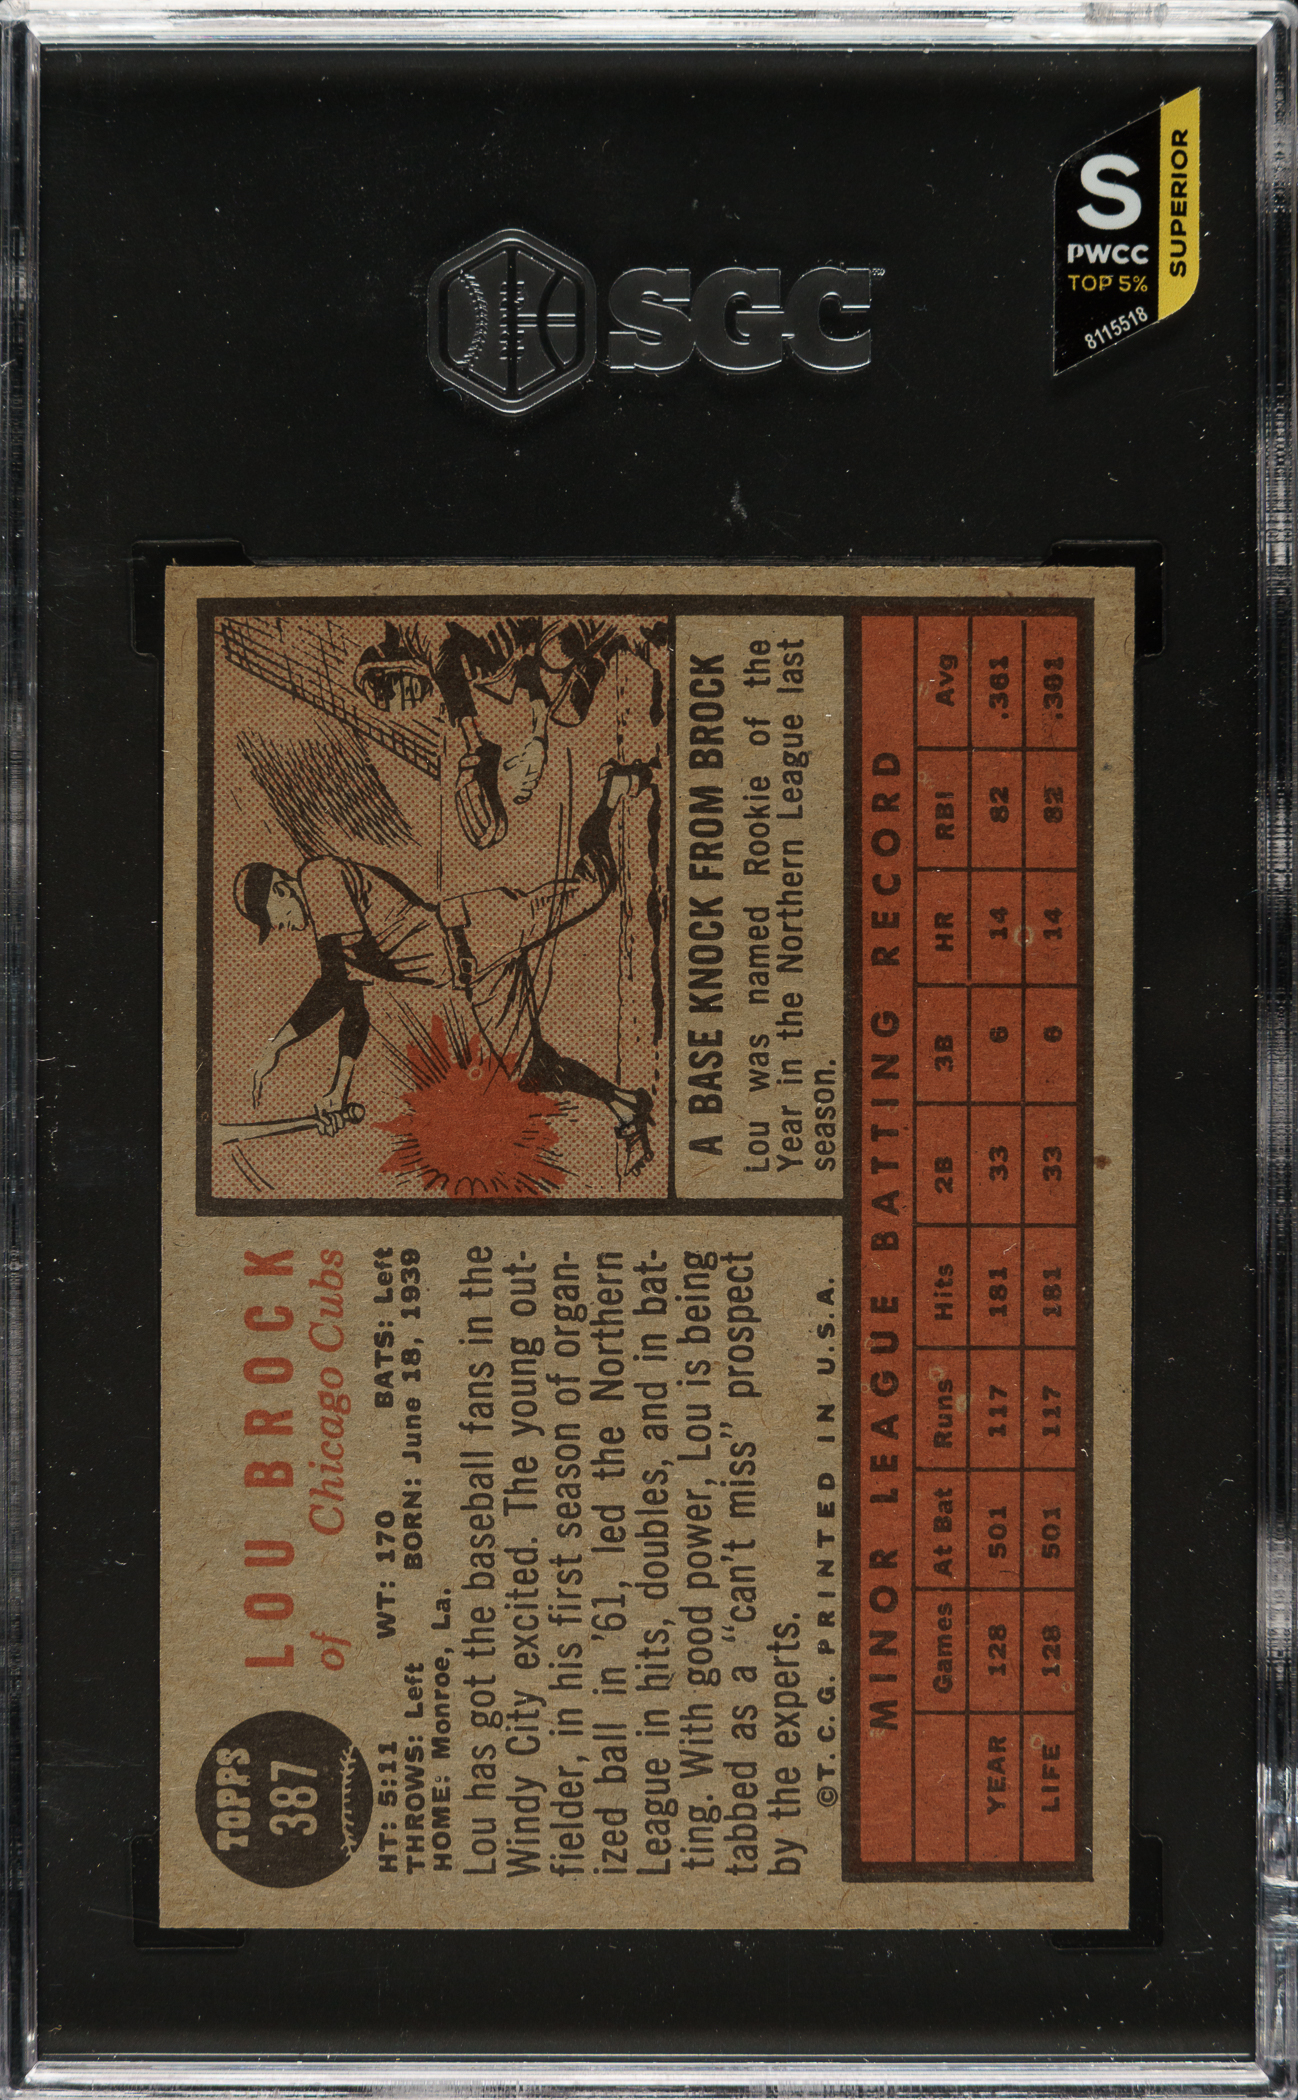 SGC
S
PWCC
TOP 5%
SUPERIOR
8115518
TOPPS
387
LOU BROCK
of Chicago Cubs
HT: 5:11 WT: 170 BATS: Left
THROWS: Left BORN: June 18, 1939
HOME: Monroe, La.
Lou has got the baseball fans in the
Windy City excited. The young out-
fielder, in his first season of organ-
ized ball in '61, led the Northern
League in hits, doubles, and in bat-
ting. With good power, Lou is being
tabbed as a "can't miss" prospect
by the experts.
©T. C. G. PRINTED IN U.S.A.
A BASE KNOCK FROM BROCK
Lou was named Rookie of the
Year in the Northern League last
season.
MINOR LEAGUE BATTING RECORD
Games At Bat Runs Hits 2B 3B HR RBI Avg
YEAR 128 501 117 181 33 6 14 82 .361
LIFE 128 501 117 181 33 6 14 82 .361